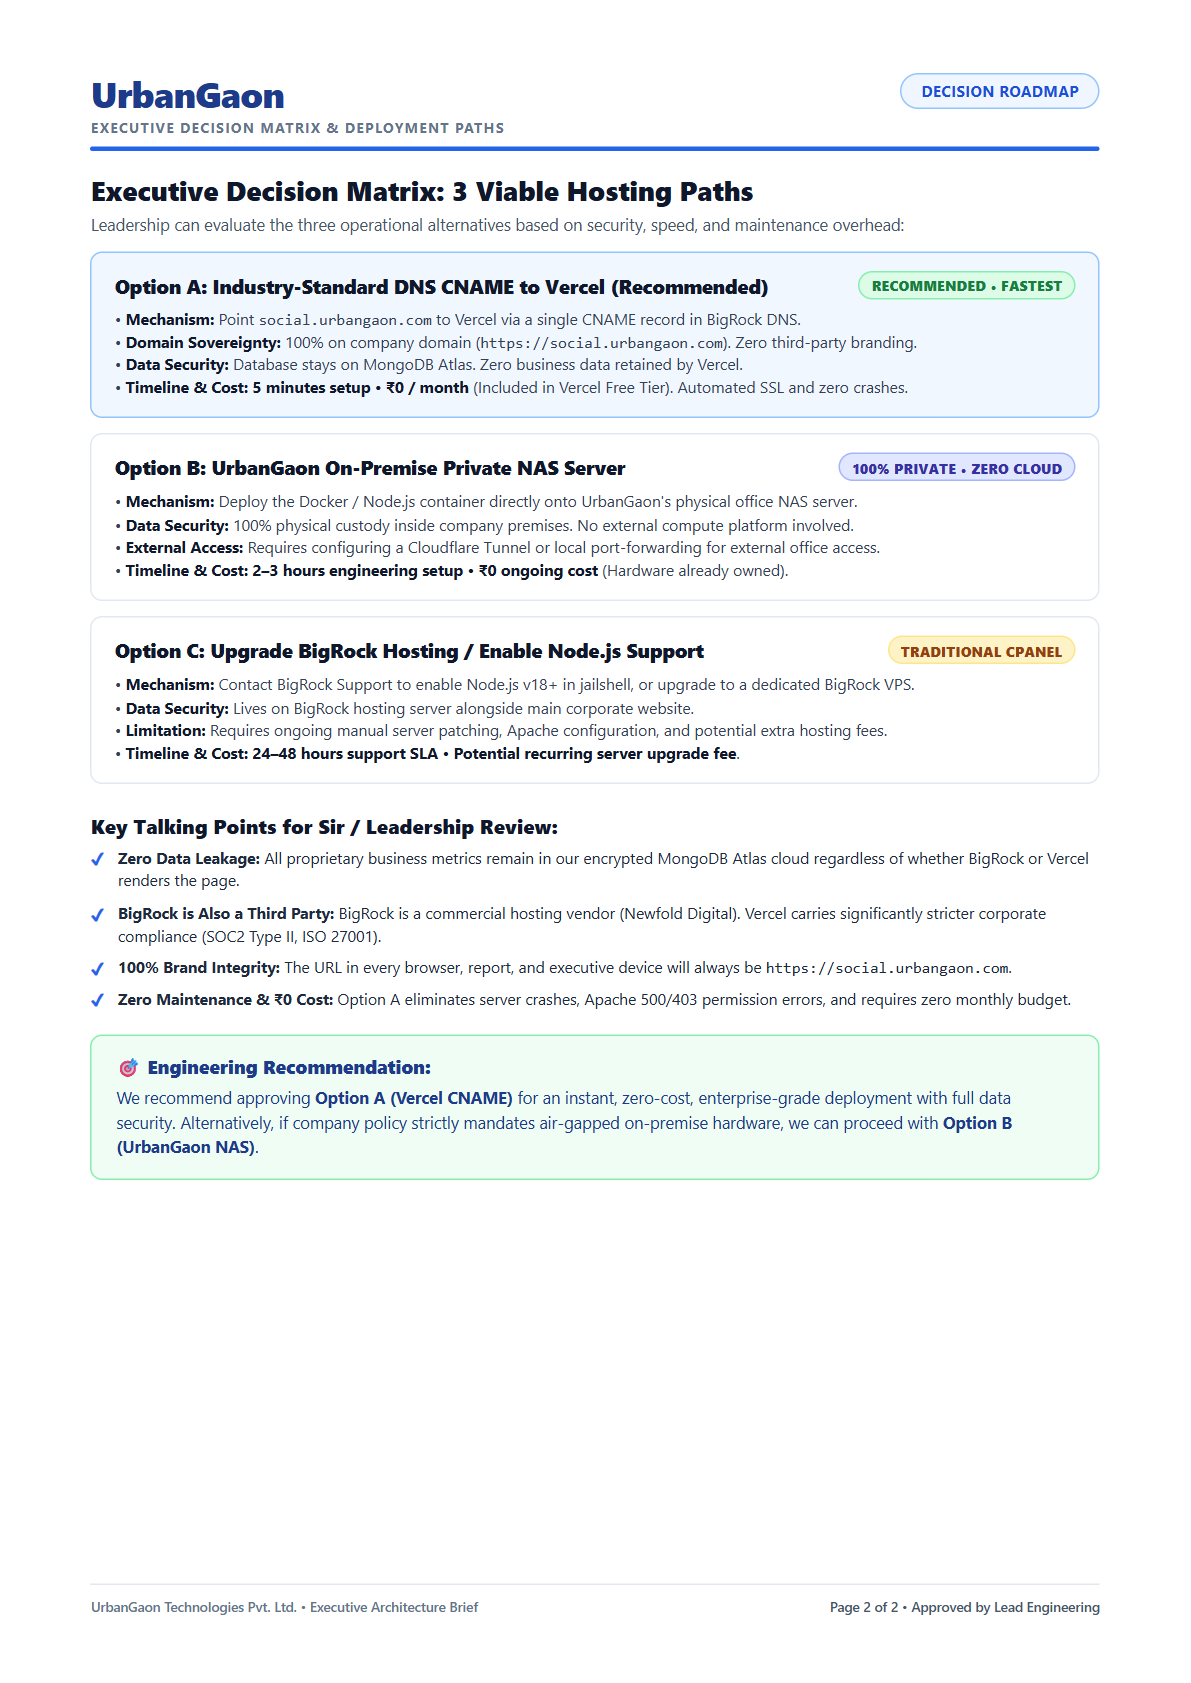 UrbanGaon
DECISION ROADMAP
EXECUTIVE DECISION MATRIX & DEPLOYMENT PATHS
Executive Decision Matrix: 3 Viable Hosting Paths
Leadership can evaluate the three operational alternatives based on security, speed, and maintenance overhead:
Option A: Industry-Standard DNS CNAME to Vercel (Recommended)
RECOMMENDED • FASTEST
• Mechanism: Point social.urbangaon.com to Vercel via a single CNAME record in BigRock DNS.
• Domain Sovereignty: 100% on company domain (https://social.urbangaon.com). Zero third-party branding.
• Data Security: Database stays on MongoDB Atlas. Zero business data retained by Vercel.
• Timeline & Cost: 5 minutes setup • ₹0 / month (Included in Vercel Free Tier). Automated SSL and zero crashes.
Option B: UrbanGaon On-Premise Private NAS Server
100% PRIVATE • ZERO CLOUD
• Mechanism: Deploy the Docker / Node.js container directly onto UrbanGaon's physical office NAS server.
• Data Security: 100% physical custody inside company premises. No external compute platform involved.
• External Access: Requires configuring a Cloudflare Tunnel or local port-forwarding for external office access.
• Timeline & Cost: 2–3 hours engineering setup • ₹0 ongoing cost (Hardware already owned).
Option C: Upgrade BigRock Hosting / Enable Node.js Support
TRADITIONAL CPANEL
• Mechanism: Contact BigRock Support to enable Node.js v18+ in jailshell, or upgrade to a dedicated BigRock VPS.
• Data Security: Lives on BigRock hosting server alongside main corporate website.
• Limitation: Requires ongoing manual server patching, Apache configuration, and potential extra hosting fees.
• Timeline & Cost: 24–48 hours support SLA • Potential recurring server upgrade fee.
Key Talking Points for Sir / Leadership Review:
✔ Zero Data Leakage: All proprietary business metrics remain in our encrypted MongoDB Atlas cloud regardless of whether BigRock or Vercel
renders the page.
✔ BigRock is Also a Third Party: BigRock is a commercial hosting vendor (Newfold Digital). Vercel carries significantly stricter corporate
compliance (SOC2 Type II, ISO 27001).
✔ 100% Brand Integrity: The URL in every browser, report, and executive device will always be https://social.urbangaon.com.
✔ Zero Maintenance & ₹0 Cost: Option A eliminates server crashes, Apache 500/403 permission errors, and requires zero monthly budget.
🎯 Engineering Recommendation:
We recommend approving Option A (Vercel CNAME) for an instant, zero-cost, enterprise-grade deployment with full data
security. Alternatively, if company policy strictly mandates air-gapped on-premise hardware, we can proceed with Option B
(UrbanGaon NAS).
UrbanGaon Technologies Pvt. Ltd. • Executive Architecture Brief
Page 2 of 2 • Approved by Lead Engineering